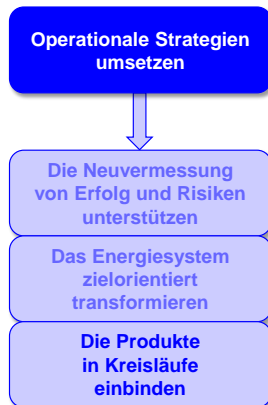 Operationale Strategien
umsetzen
Die Neuvermessung
von Erfolg und Risiken
unterstützen
Das Energiesystem
zielorientiert
transformieren
Die Produkte
in Kreisläufe
einbinden